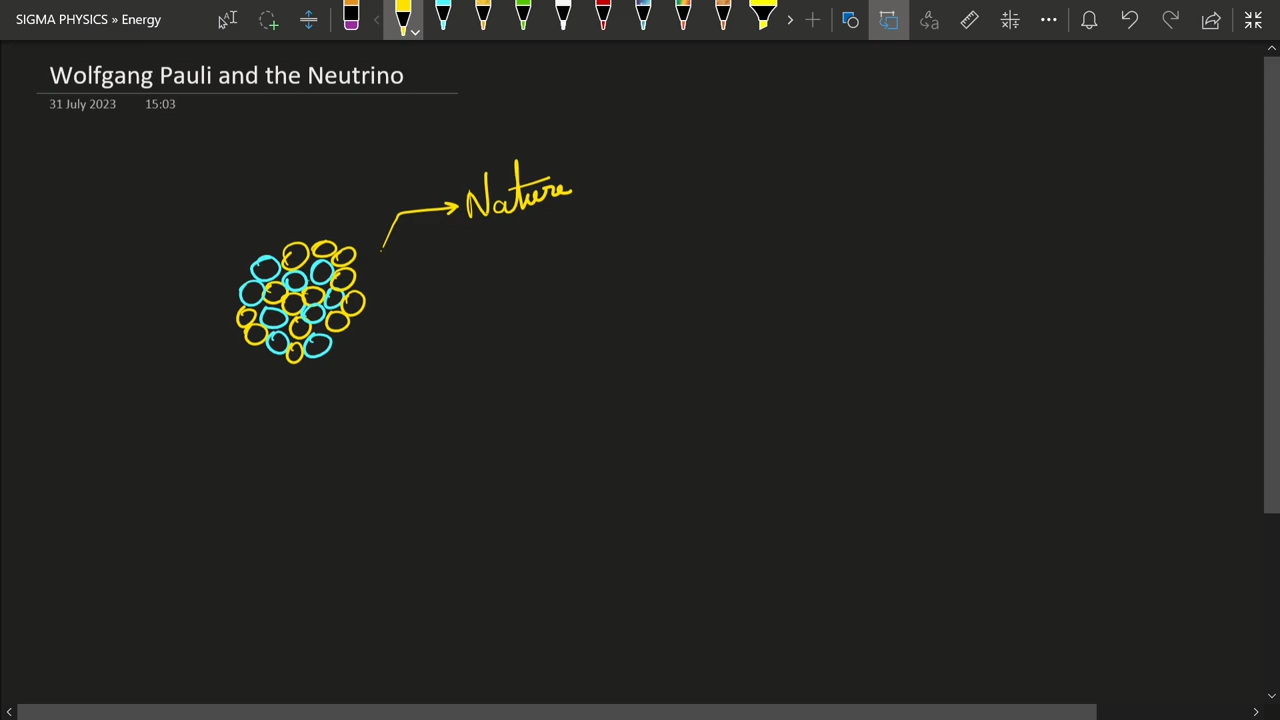 SIGMA PHYSICS » Energy
Wolfgang Pauli and the Neutrino
31 July 2023 15:03
Nature